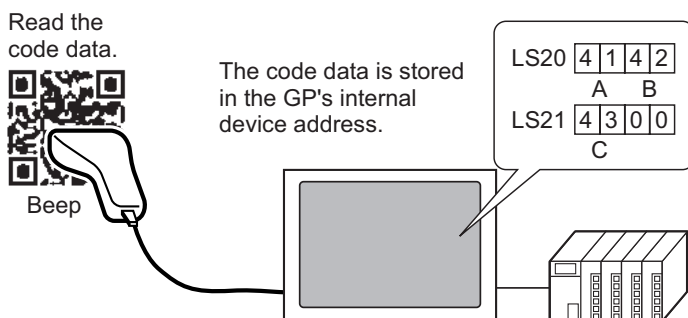 Read the
code data.
Beep
The code data is stored
in the GP's internal
device address.
LS20 4 1 4 2
A B
LS21 4 3 0 0
C